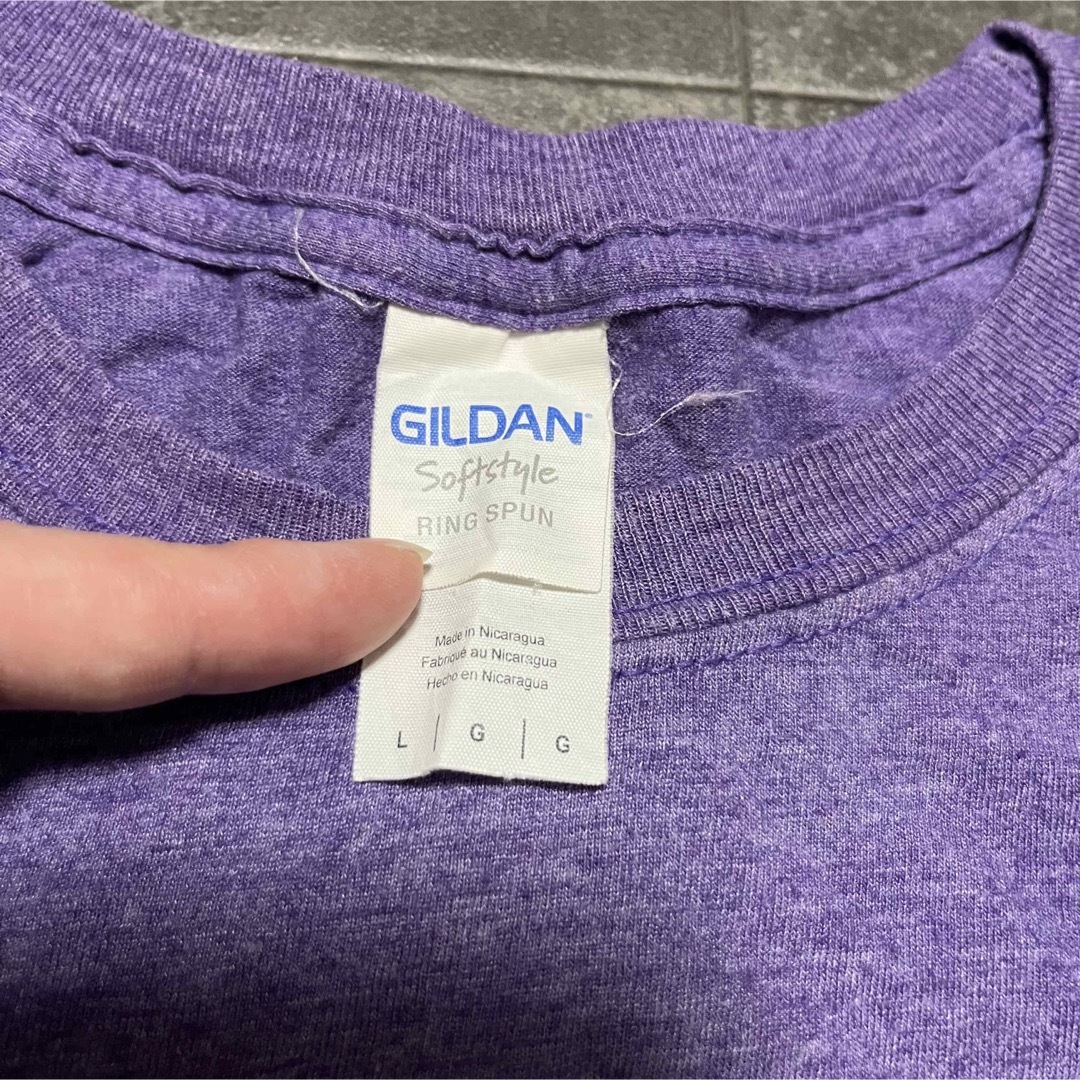 GILDAN
Softstyle
RING SPUN
Made in Nicaragua
Fabriqué au Nicaragua
Hecho en Nicaragua
L | G | G